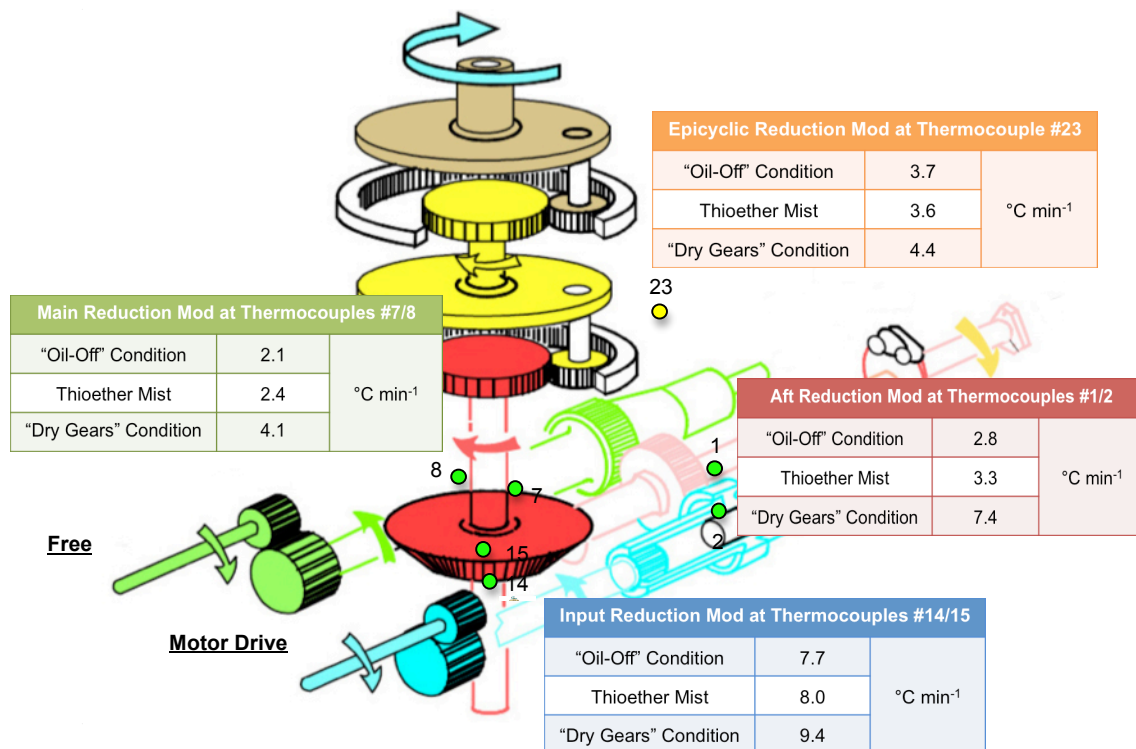 Epicyclic Reduction Mod at Thermocouple #23
“Oil-Off” Condition 3.7
Thioether Mist 3.6 °C min-1
“Dry Gears” Condition 4.4
23
Main Reduction Mod at Thermocouples #7/8
“Oil-Off” Condition 2.1
Thioether Mist 2.4 °C min-1
“Dry Gears” Condition 4.1
Aft Reduction Mod at Thermocouples #1/2
“Oil-Off” Condition 2.8
Thioether Mist 3.3 °C min-1
“Dry Gears” Condition 7.4
1
8
7
2
15
14
Free
Motor Drive
Input Reduction Mod at Thermocouples #14/15
“Oil-Off” Condition 7.7
Thioether Mist 8.0 °C min-1
“Dry Gears” Condition 9.4